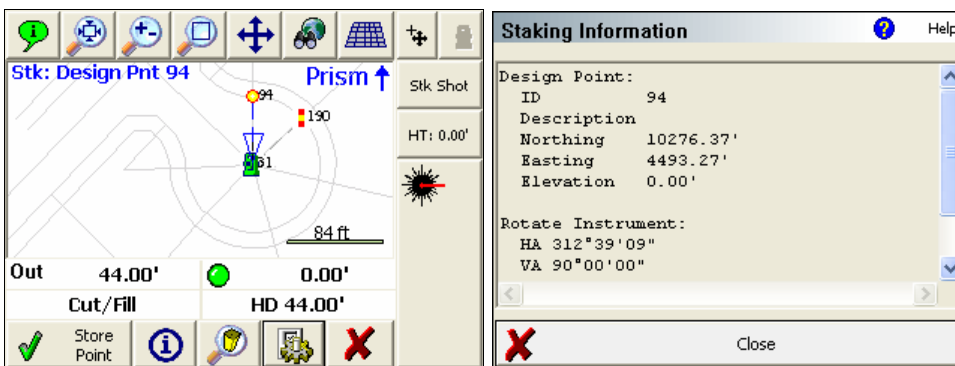 Stk: Design Pnt 94
Prism
94
190
61
84 ft
Stk Shot
HT: 0.00'
Out 44.00' 0.00'
Cut/Fill HD 44.00'
Store
Point
Staking Information
Help
Design Point:
ID 94
Description
Northing 10276.37'
Easting 4493.27'
Elevation 0.00'
Rotate Instrument:
HA 312°39'09"
VA 90°00'00"
Close